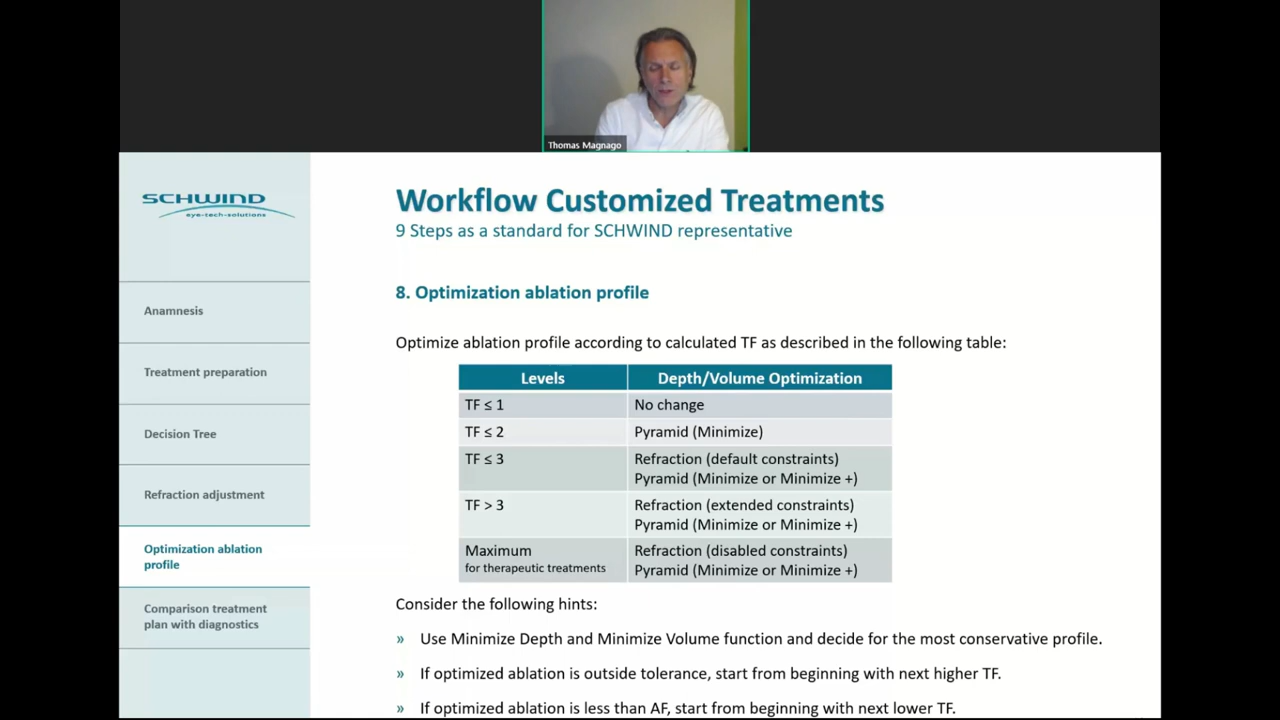 Thomas Magnago
SCHWIND
eye-tech-solutions
Workflow Customized Treatments
9 Steps as a standard for SCHWIND representative
Anamnesis
Treatment preparation
Decision Tree
Refraction adjustment
Optimization ablation
profile
Comparison treatment
plan with diagnostics
8. Optimization ablation profile
Optimize ablation profile according to calculated TF as described in the following table:
Levels Depth/Volume Optimization
TF ≤ 1 No change
TF ≤ 2 Pyramid (Minimize)
TF ≤ 3 Refraction (default constraints)
Pyramid (Minimize or Minimize +)
TF > 3 Refraction (extended constraints)
Pyramid (Minimize or Minimize +)
Maximum Refraction (disabled constraints)
for therapeutic treatments Pyramid (Minimize or Minimize +)
Consider the following hints:
» Use Minimize Depth and Minimize Volume function and decide for the most conservative profile.
» If optimized ablation is outside tolerance, start from beginning with next higher TF.
» If optimized ablation is less than AF, start from beginning with next lower TF.